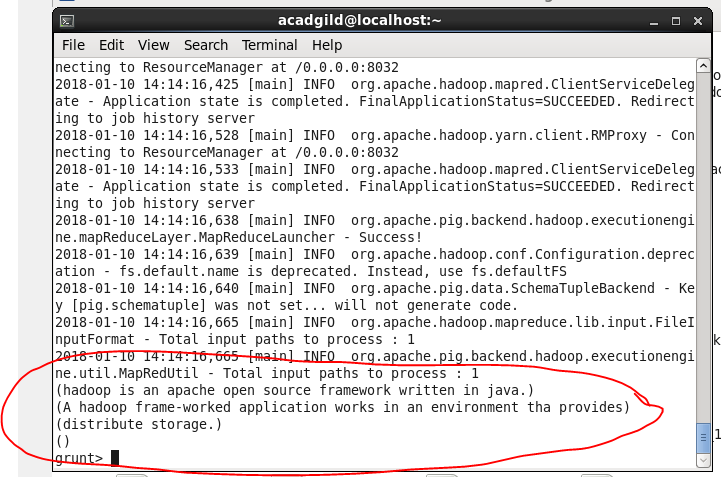 acadgild@localhost:~
File Edit View Search Terminal Help
necting to ResourceManager at /0.0.0.0:8032
2018-01-10 14:14:16,425 [main] INFO  org.apache.hadoop.mapred.ClientServiceDeleg
ate - Application state is completed. FinalApplicationStatus=SUCCEEDED. Redirect
ing to job history server
2018-01-10 14:14:16,528 [main] INFO  org.apache.hadoop.yarn.client.RMProxy - Con
necting to ResourceManager at /0.0.0.0:8032
2018-01-10 14:14:16,533 [main] INFO  org.apache.hadoop.mapred.ClientServiceDeleg
ate - Application state is completed. FinalApplicationStatus=SUCCEEDED. Redirect
ing to job history server
2018-01-10 14:14:16,638 [main] INFO  org.apache.pig.backend.hadoop.executionengi
ne.mapReduceLayer.MapReduceLauncher - Success!
2018-01-10 14:14:16,639 [main] INFO  org.apache.hadoop.conf.Configuration.deprec
ation - fs.default.name is deprecated. Instead, use fs.defaultFS
2018-01-10 14:14:16,640 [main] INFO  org.apache.pig.data.SchemaTupleBackend - Ke
y [pig.schematuple] was not set... will not generate code.
2018-01-10 14:14:16,665 [main] INFO  org.apache.hadoop.mapreduce.lib.input.FileI
nputFormat - Total input paths to process : 1
2018-01-10 14:14:16,665 [main] INFO  org.apache.pig.backend.hadoop.executionengi
ne.util.MapRedUtil - Total input paths to process : 1
(hadoop is an apache open source framework written in java.)
(A hadoop frame-worked application works in an environment tha provides)
(distribute storage.)
()
grunt>